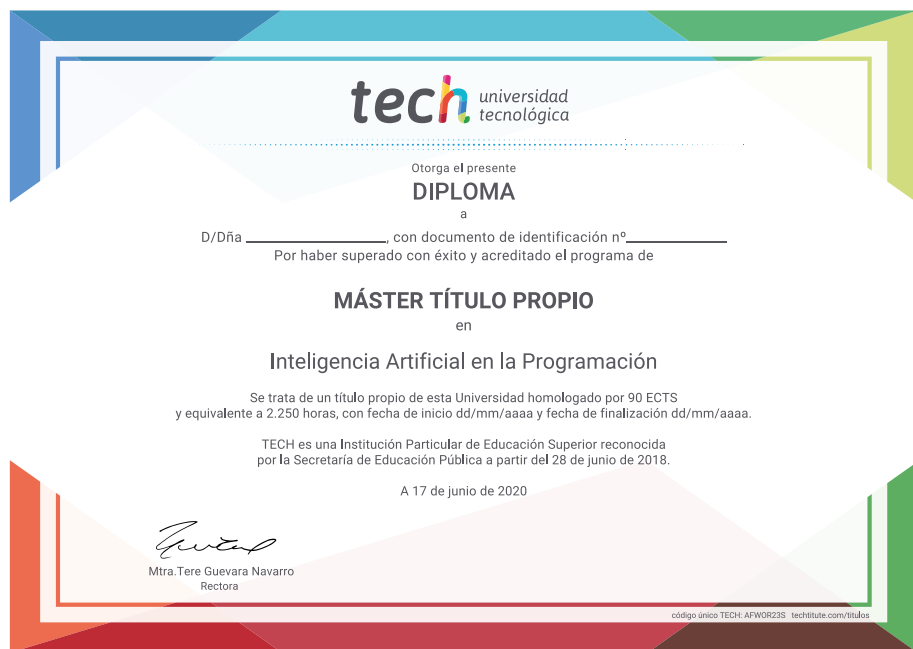 tech universidad
tecnológica
Otorga el presente
DIPLOMA
a
D/Dña ________________, con documento de identificación nº____________
Por haber superado con éxito y acreditado el programa de
MÁSTER TÍTULO PROPIO
en
Inteligencia Artificial en la Programación
Se trata de un título propio de esta Universidad homologado por 90 ECTS
y equivalente a 2.250 horas, con fecha de inicio dd/mm/aaaa y fecha de finalización dd/mm/aaaa.
TECH es una Institución Particular de Educación Superior reconocida
por la Secretaría de Educación Pública a partir del 28 de junio de 2018.
A 17 de junio de 2020
Mtra.Tere Guevara Navarro
Rectora
código único TECH: AFWOR23S techtitute.com/titulos